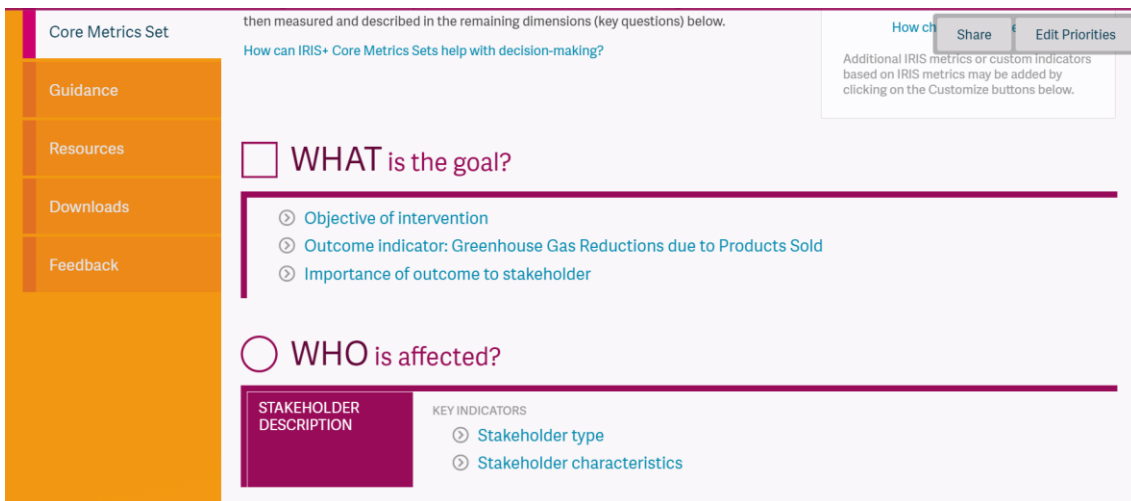 Core Metrics Set
Guidance
Resources
Downloads
Feedback
then measured and described in the remaining dimensions (key questions) below.
How can IRIS+ Core Metrics Sets help with decision-making?
How ch
Share
Edit Priorities
Additional IRIS metrics or custom indicators
based on IRIS metrics may be added by
clicking on the Customize buttons below.
WHAT is the goal?
Objective of intervention
Outcome indicator: Greenhouse Gas Reductions due to Products Sold
Importance of outcome to stakeholder
WHO is affected?
STAKEHOLDER
DESCRIPTION
KEY INDICATORS
Stakeholder type
Stakeholder characteristics